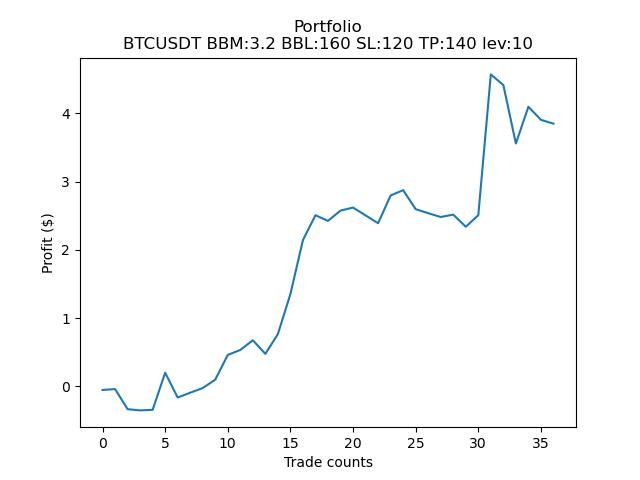 Portfolio
BTCUSDT BBM:3.2 BBL:160 SL:120 TP:140 lev:10
Profit ($)
4
3
2
1
0
0 5 10 15 20 25 30 35
Trade counts